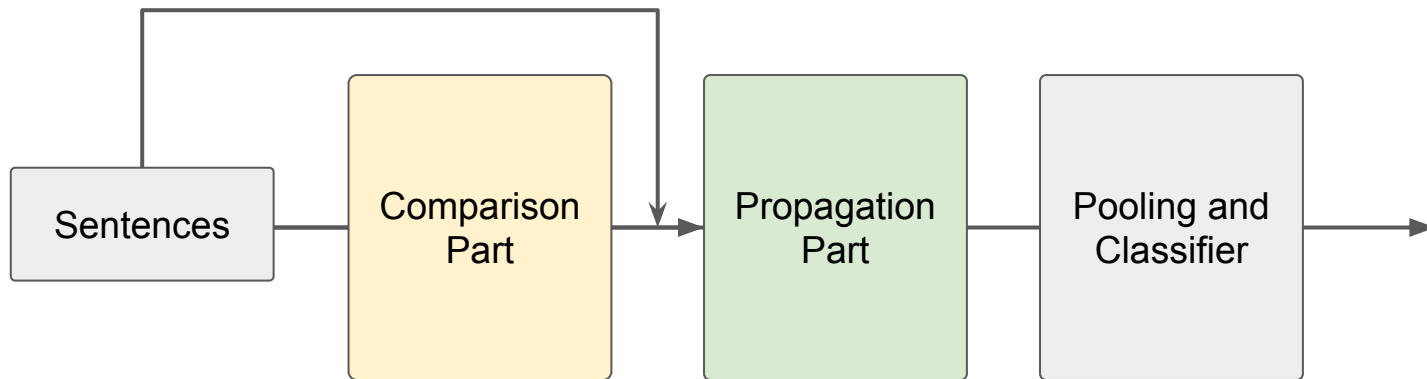 Sentences
Comparison
Part
Propagation
Part
Pooling and
Classifier